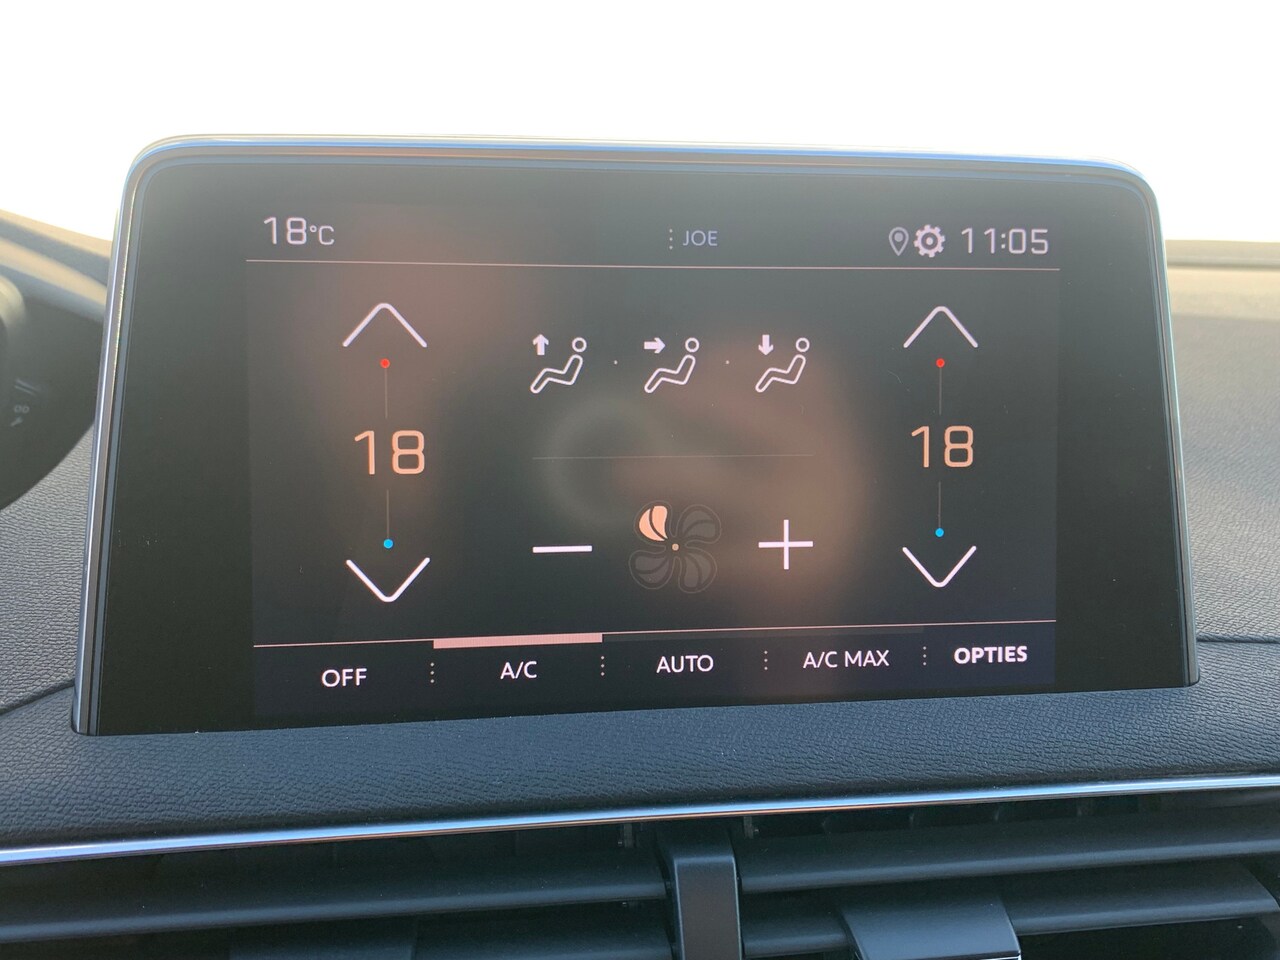 18°C JOE 11:05
18 18
OFF A/C AUTO A/C MAX OPTIES